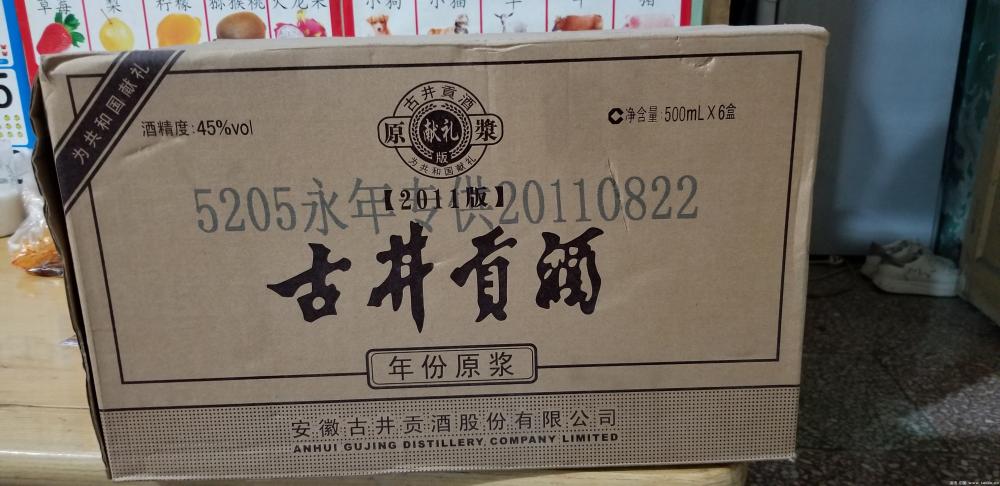 草莓
梨
柠檬
猕猴桃
火龙果
小狗
小猫
为共和国献礼
酒精度:45%vol
古井貢酒
原 献礼 漿
版
为共和国献礼
C净含量:500mL X 6盒
【2011版】
5205永年专供20110822
古井贡酒
年份原浆
安徽古井贡酒股份有限公司
ANHUI GUJING DISTILLERY COMPANY LIMITED